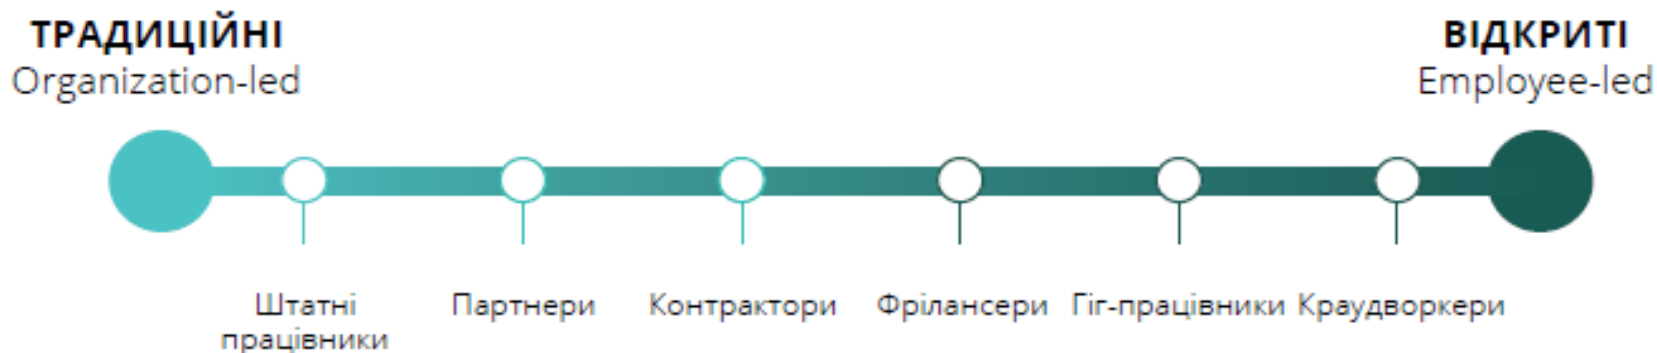 ТРАДИЦІЙНІ
Organization-led
ВІДКРИТІ
Employee-led
Штатні
працівники
Партнери
Контрактори
Фрілансери
Гіг-працівники
Краудворкери